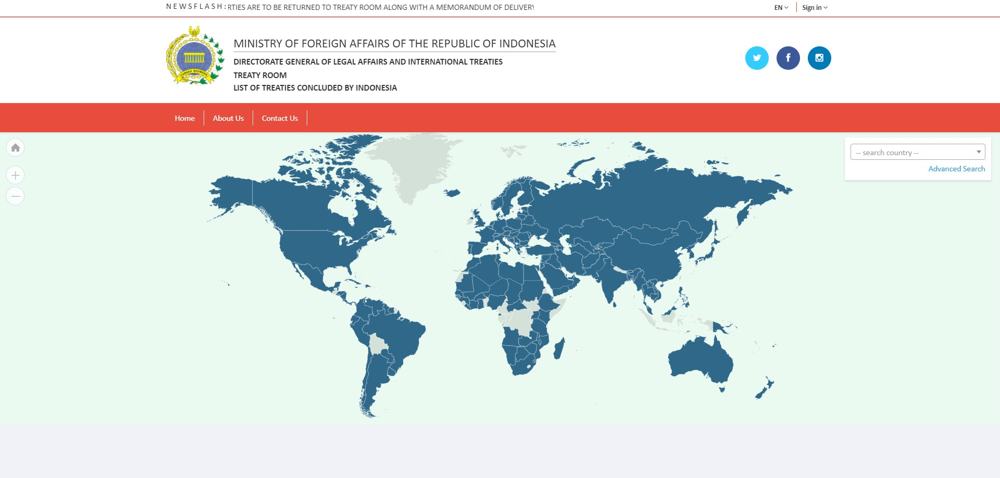 NEWSFLASH:
RTIES ARE TO BE RETURNED TO TREATY ROOM ALONG WITH A MEMORANDUM OF DELIVERY
EN
Sign in
MINISTRY OF FOREIGN AFFAIRS OF THE REPUBLIC OF INDONESIA
DIRECTORATE GENERAL OF LEGAL AFFAIRS AND INTERNATIONAL TREATIES
TREATY ROOM
LIST OF TREATIES CONCLUDED BY INDONESIA
Home
About Us
Contact Us
-- search country --
Advanced Search